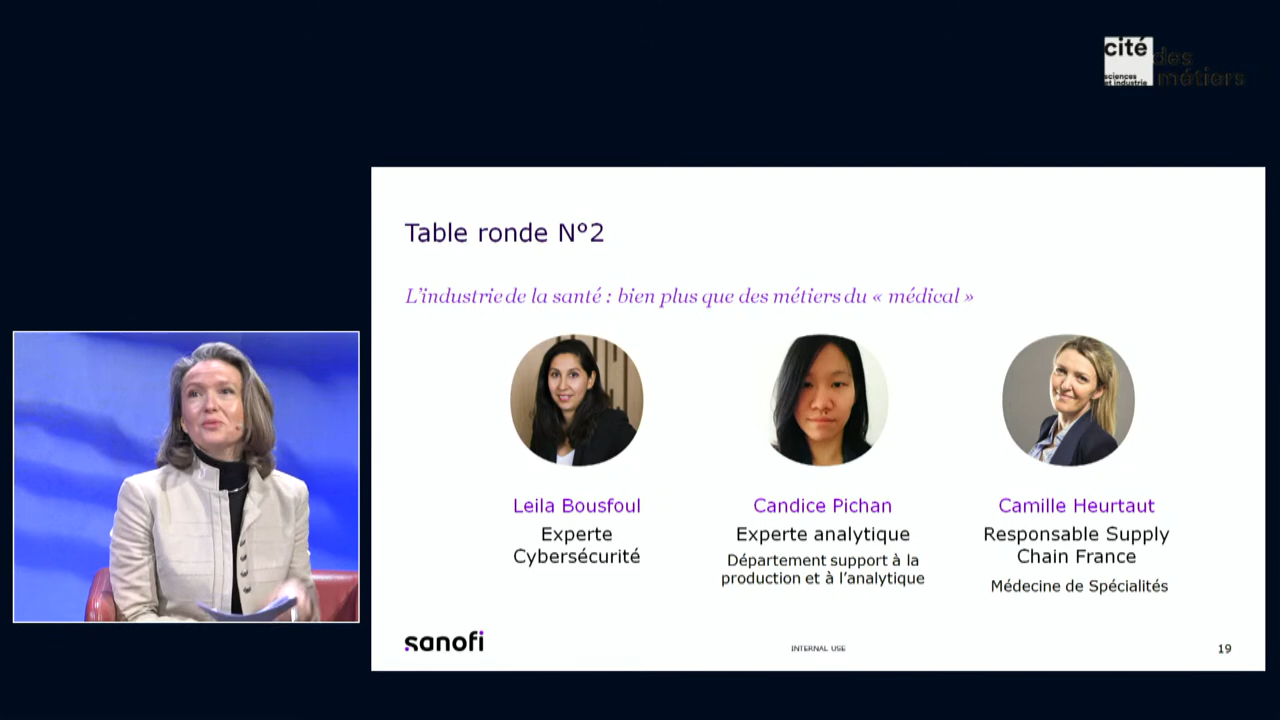 cité
des
sciences
et industrie
métiers
Table ronde N°2
L'industrie de la santé : bien plus que des métiers du « médical »
Leila Bousfoul
Experte
Cybersécurité
Candice Pichan
Experte analytique
Département support à la
production et à l'analytique
Camille Heurtaut
Responsable Supply
Chain France
Médecine de Spécialités
sanofi
INTERNAL USE
19